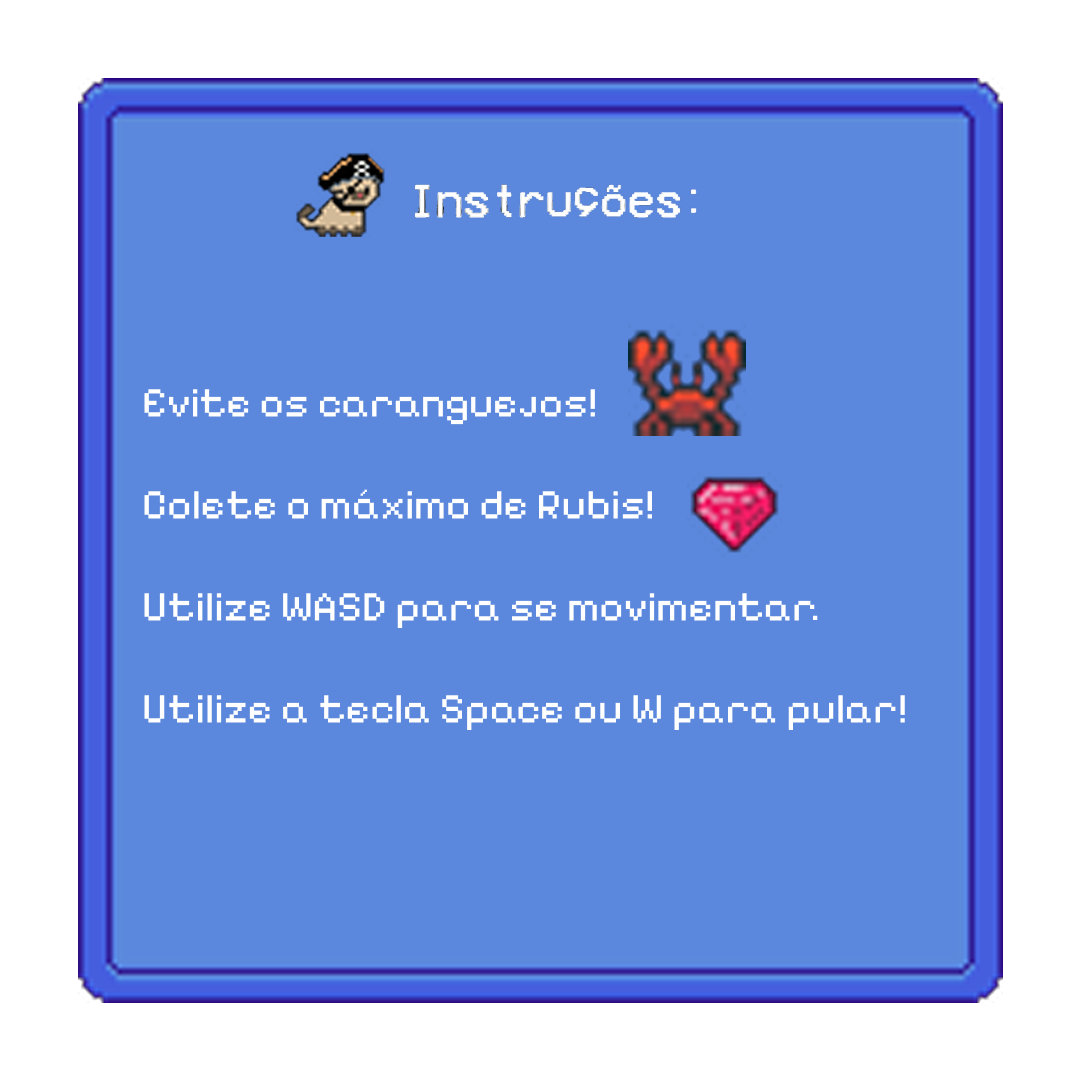 Instruções:
Evite os caranguejos!
Colete o máximo de Rubis!
Utilize WASD para se movimentar.
Utilize a tecla Space ou W para pular!